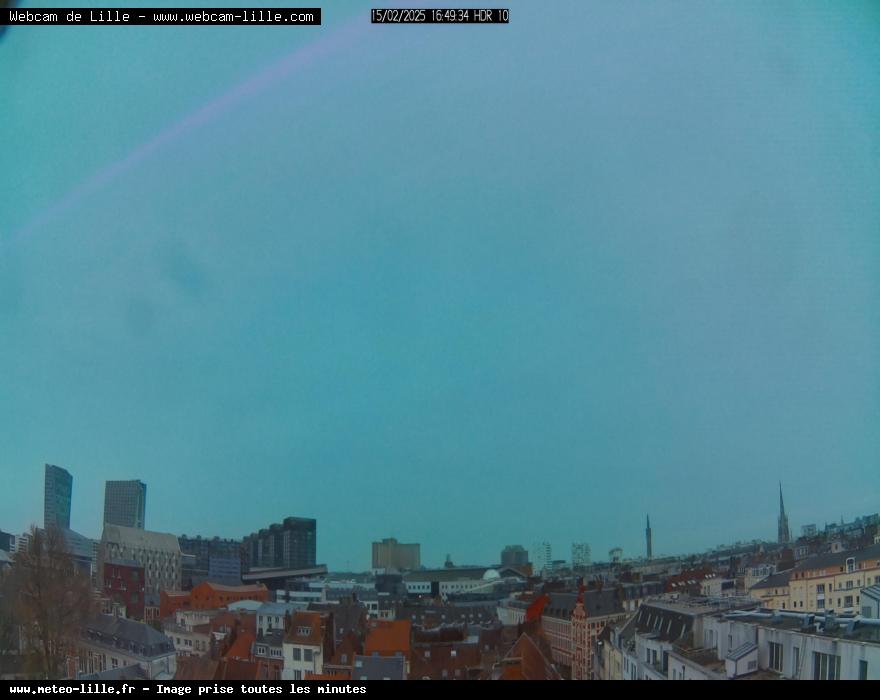 Webcam de Lille - www.webcam-lille.com
15/02/2025 16:49:34 HDR 10
www.meteo-lille.fr - Image prise toutes les minutes